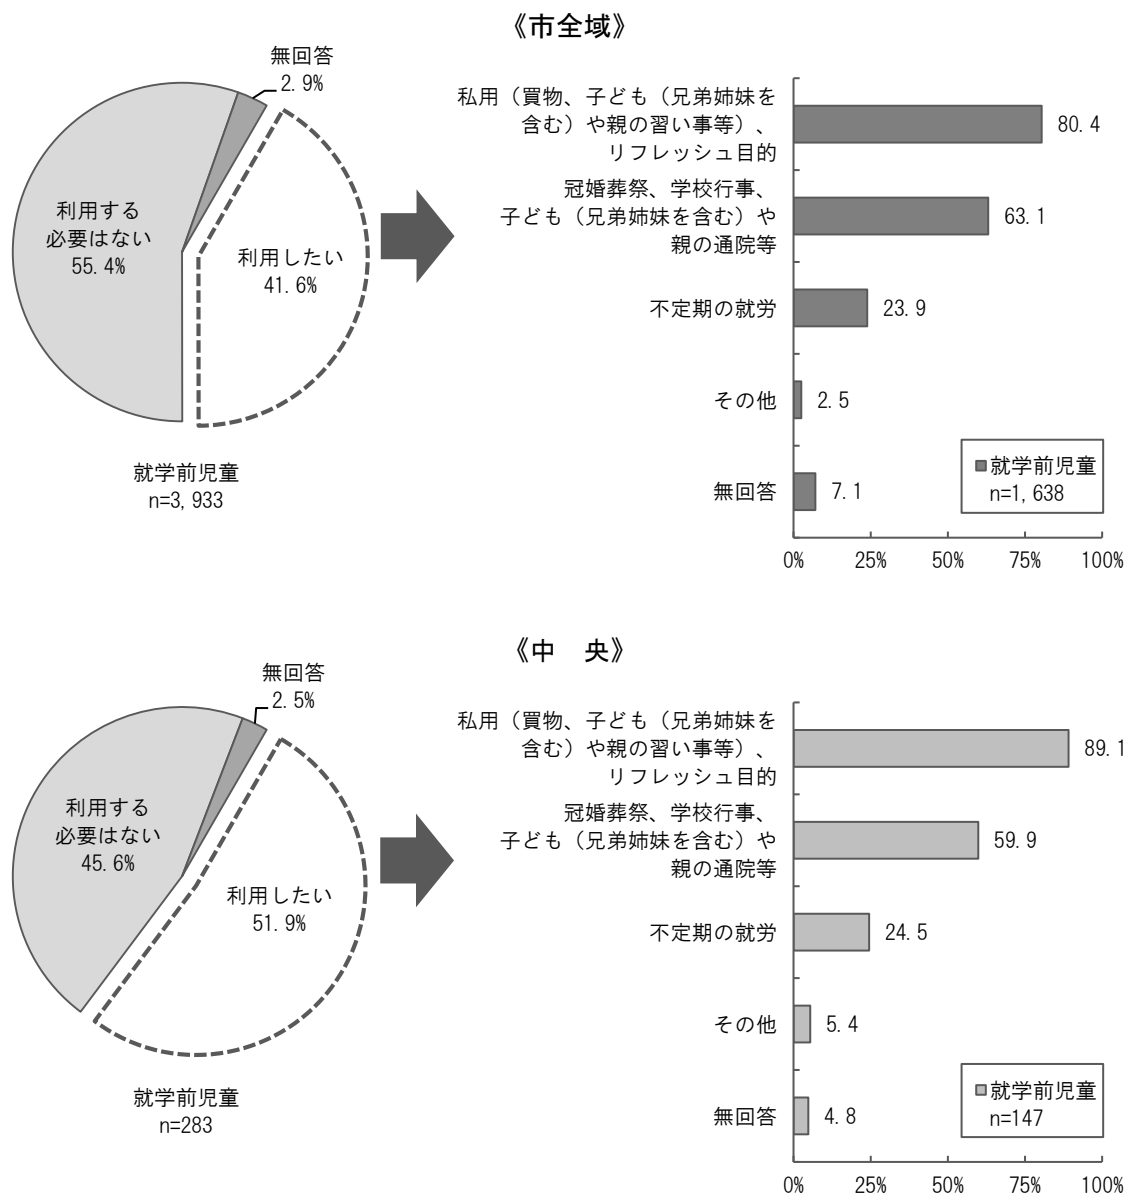 《市全域》
無回答
2.9%
利用する
必要はない
55.4%
利用したい
41.6%
就学前児童
n=3,933
私用（買物、子ども（兄弟姉妹を
含む）や親の習い事等）、
リフレッシュ目的
80.4
冠婚葬祭、学校行事、
子ども（兄弟姉妹を含む）や
親の通院等
63.1
不定期の就労
23.9
その他
2.5
無回答
7.1
就学前児童
n=1,638
0% 25% 50% 75% 100%
《中　央》
無回答
2.5%
利用する
必要はない
45.6%
利用したい
51.9%
就学前児童
n=283
私用（買物、子ども（兄弟姉妹を
含む）や親の習い事等）、
リフレッシュ目的
89.1
冠婚葬祭、学校行事、
子ども（兄弟姉妹を含む）や
親の通院等
59.9
不定期の就労
24.5
その他
5.4
無回答
4.8
就学前児童
n=147
0% 25% 50% 75% 100%